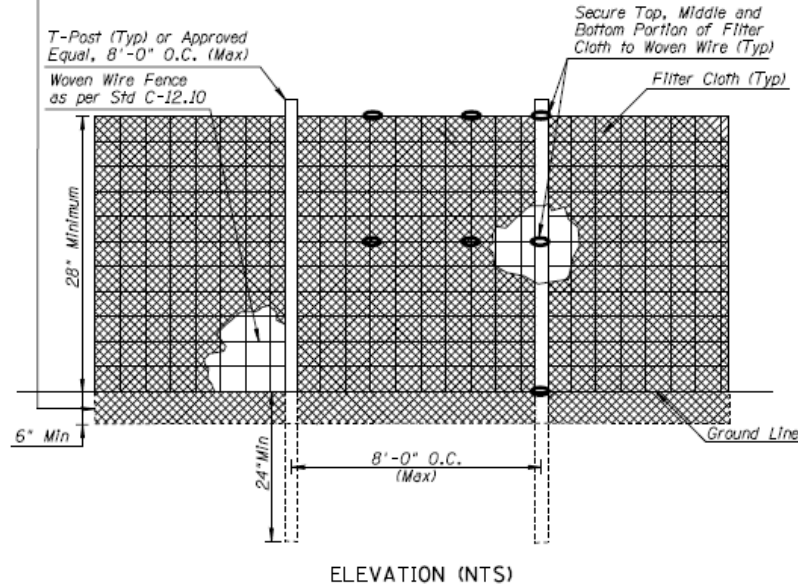 T-Post (Typ) or Approved
Equal, 8'-0" O.C. (Max)
Woven Wire Fence
as per Std C-12.10
Secure Top, Middle and
Bottom Portion of Filter
Cloth to Woven Wire (Typ)
Filter Cloth (Typ)
28" Minimum
6" Min
24"Min
8'-0" O.C.
(Max)
Ground Line
ELEVATION (NTS)